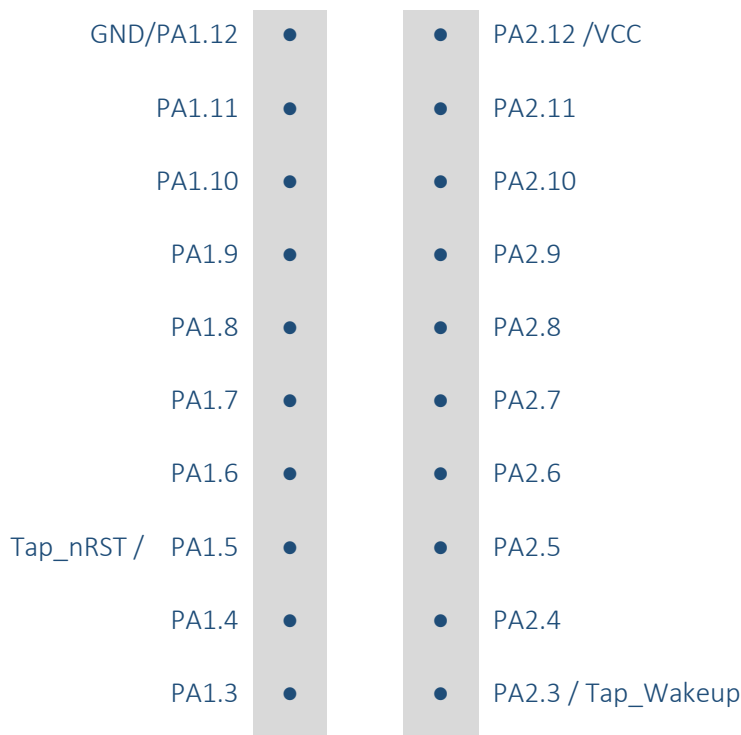 GND/PA1.12 PA2.12 /VCC
PA1.11 PA2.11
PA1.10 PA2.10
PA1.9 PA2.9
PA1.8 PA2.8
PA1.7 PA2.7
PA1.6 PA2.6
Tap_nRST / PA1.5 PA2.5
PA1.4 PA2.4
PA1.3 PA2.3 / Tap_Wakeup